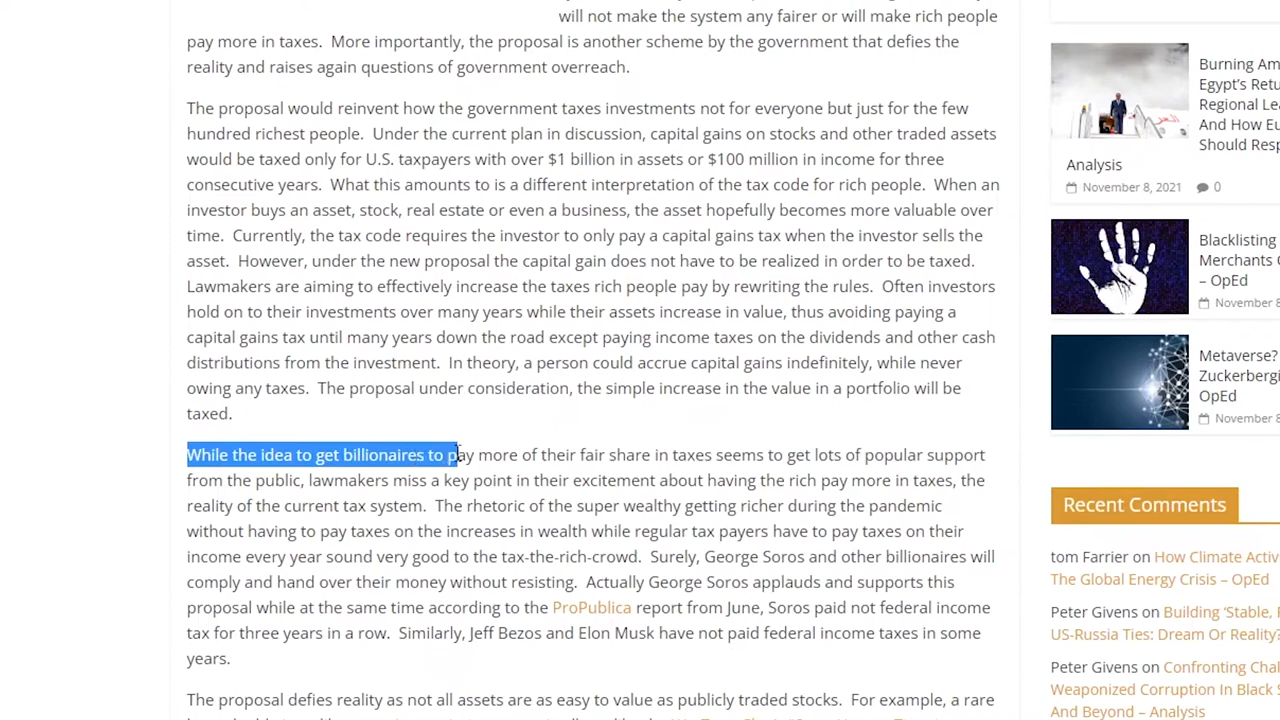 will not make the system any fairer or will make rich people
pay more in taxes.  More importantly, the proposal is another scheme by the government that defies the
reality and raises again questions of government overreach.
The proposal would reinvent how the government taxes investments not for everyone but just for the few
hundred richest people.  Under the current plan in discussion, capital gains on stocks and other traded assets
would be taxed only for U.S. taxpayers with over $1 billion in assets or $100 million in income for three
consecutive years.  What this amounts to is a different interpretation of the tax code for rich people.  When an
investor buys an asset, stock, real estate or even a business, the asset hopefully becomes more valuable over
time.  Currently, the tax code requires the investor to only pay a capital gains tax when the investor sells the
asset.  However, under the new proposal the capital gain does not have to be realized in order to be taxed.
Lawmakers are aiming to effectively increase the taxes rich people pay by rewriting the rules.  Often investors
hold on to their investments over many years while their assets increase in value, thus avoiding paying a
capital gains tax until many years down the road except paying income taxes on the dividends and other cash
distributions from the investment.  In theory, a person could accrue capital gains indefinitely, while never
owing any taxes.  The proposal under consideration, the simple increase in the value in a portfolio will be
taxed.
While the idea to get billionaires to pay more of their fair share in taxes seems to get lots of popular support
from the public, lawmakers miss a key point in their excitement about having the rich pay more in taxes, the
reality of the current tax system.  The rhetoric of the super wealthy getting richer during the pandemic
without having to pay taxes on the increases in wealth while regular tax payers have to pay taxes on their
income every year sound very good to the tax-the-rich-crowd.  Surely, George Soros and other billionaires will
comply and hand over their money without resisting.  Actually George Soros applauds and supports this
proposal while at the same time according to the ProPublica report from June, Soros paid not federal income
tax for three years in a row.  Similarly, Jeff Bezos and Elon Musk have not paid federal income taxes in some
years.
The proposal defies reality as not all assets are as easy to value as publicly traded stocks.  For example, a rare
Burning Am
Egypt's Retu
Regional Lea
And How Eu
Should Resp
Analysis
November 8, 2021 0
Blacklisting
Merchants O
– OpEd
November 8
Metaverse?
Zuckerbergi
OpEd
November 8
Recent Comments
tom Farrier on How Climate Activ
The Global Energy Crisis – OpEd
Peter Givens on Building 'Stable, P
US-Russia Ties: Dream Or Reality?
Peter Givens on Confronting Chal
Weaponized Corruption In Black S
And Beyond – Analysis